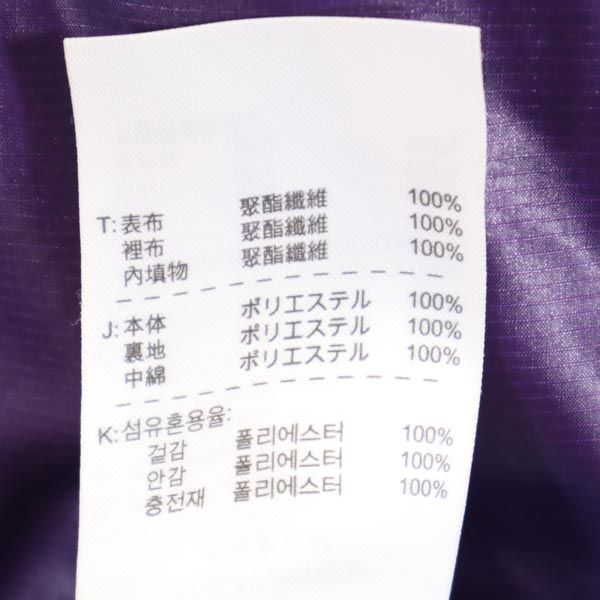 T: 表布 聚酯纖維 100%
裡布 聚酯纖維 100%
內填物 聚酯纖維 100%
J: 本体 ポリエステル 100%
裏地 ポリエステル 100%
中綿 ポリエステル 100%
K: 섬유혼용율:
겉감 폴리에스터 100%
안감 폴리에스터 100%
충전재 폴리에스터 100%